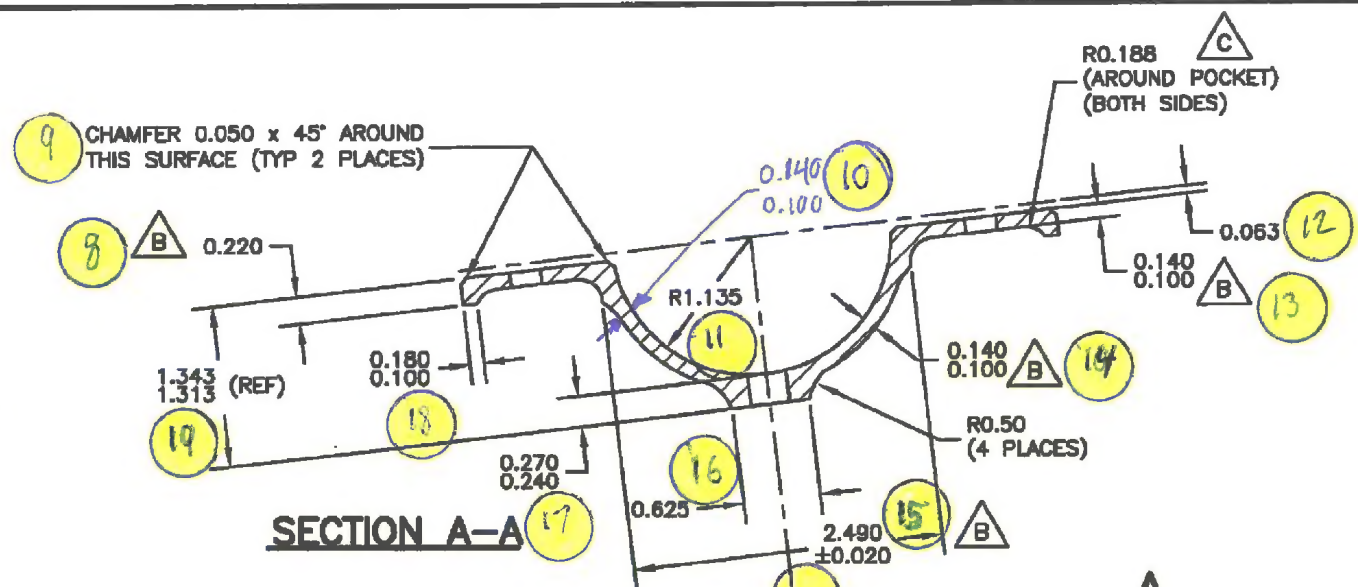 R0.188 C
(AROUND POCKET)
(BOTH SIDES)
9 CHAMFER 0.050 x 45° AROUND
THIS SURFACE (TYP 2 PLACES)
0.140 10
0.100
8 B 0.220
0.063 12
0.140
0.100 B 13
R1.135
11
0.140
0.100 B 14
0.180
0.100
18
1.343
1.313 (REF)
19
R0.50
(4 PLACES)
0.270
0.240
17
16
0.625
2.490
±0.020
15 B
SECTION A-A